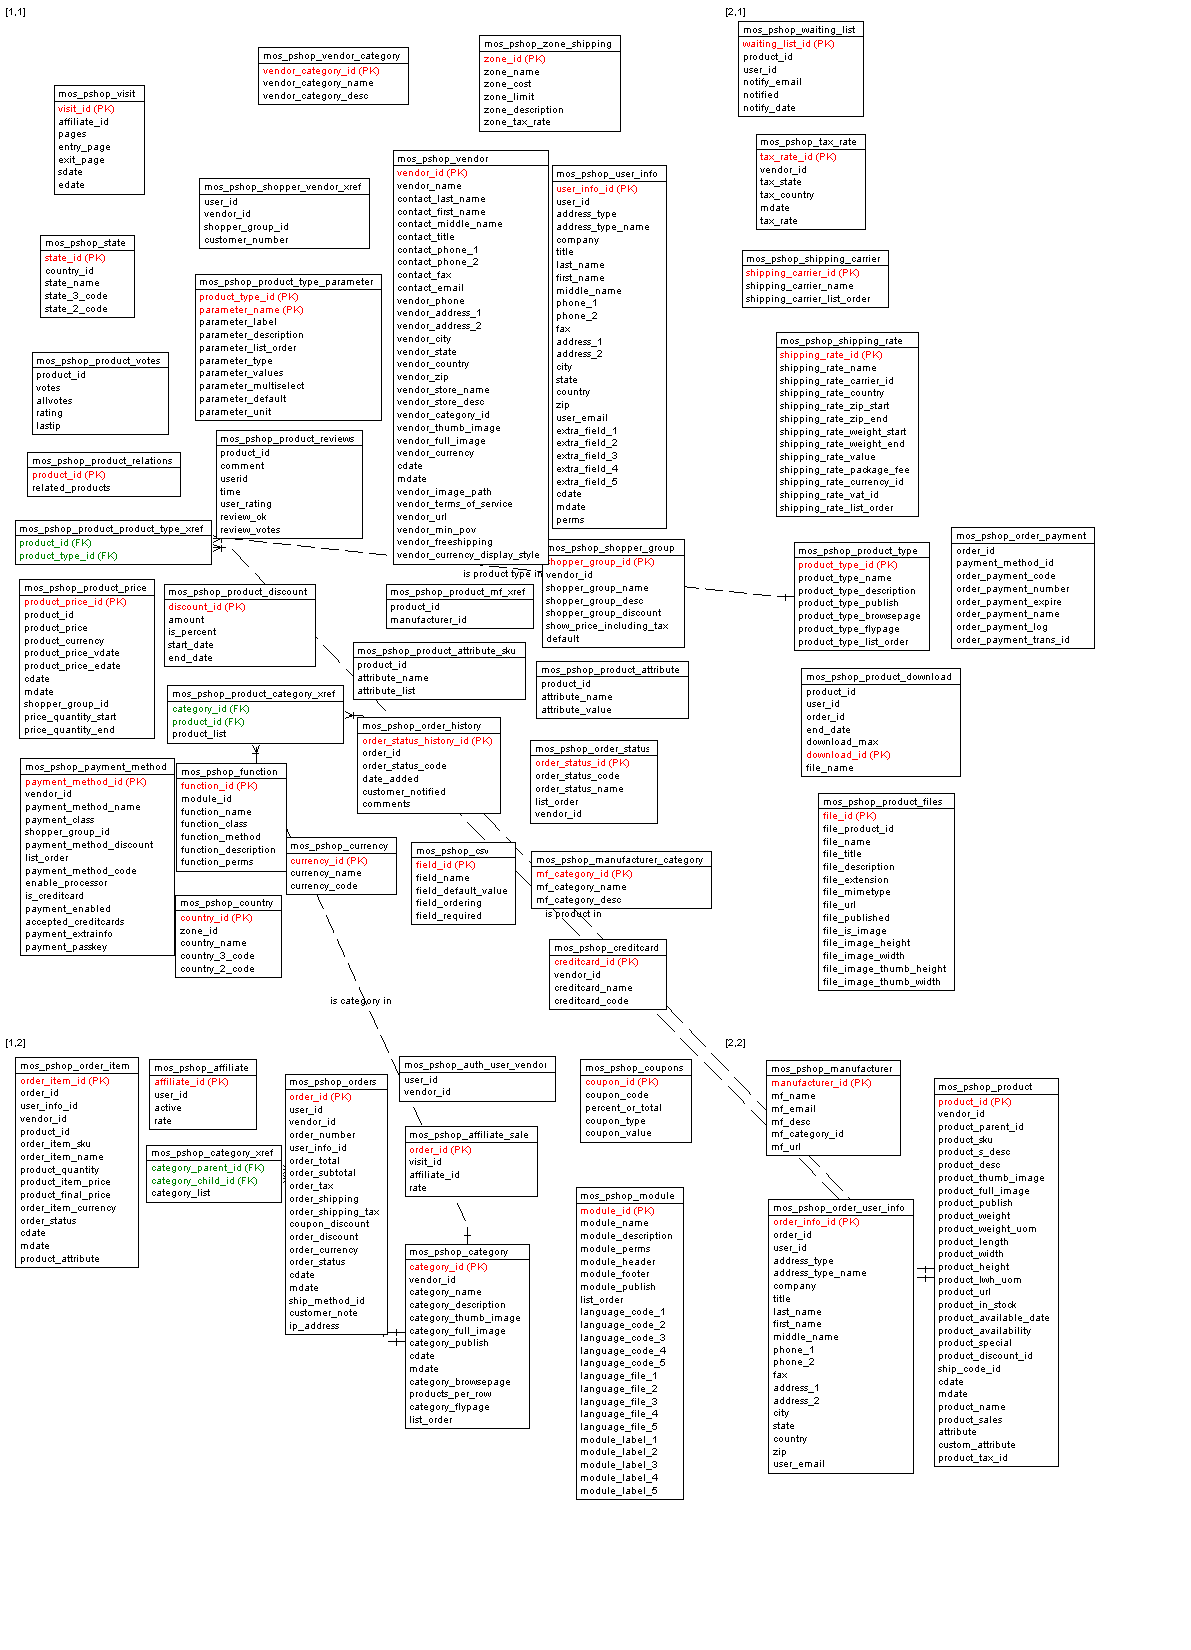 [1,1]
[2,1]
mos_pshop_vendor_category
vendor_category_id (PK)
vendor_category_name
vendor_category_desc
mos_pshop_zone_shipping
zone_id (PK)
zone_name
zone_cost
zone_limit
zone_description
zone_tax_rate
mos_pshop_waiting_list
waiting_list_id (PK)
product_id
user_id
notify_email
notified
notify_date
mos_pshop_visit
visit_id (PK)
affiliate_id
pages
entry_page
exit_page
sdate
edate
mos_pshop_tax_rate
tax_rate_id (PK)
vendor_id
tax_state
tax_country
mdate
tax_rate
mos_pshop_shopper_vendor_xref
user_id
vendor_id
shopper_group_id
customer_number
mos_pshop_vendor
vendor_id (PK)
vendor_name
contact_last_name
contact_first_name
contact_middle_name
contact_title
contact_phone_1
contact_phone_2
contact_fax
contact_email
vendor_phone
vendor_address_1
vendor_address_2
vendor_city
vendor_state
vendor_country
vendor_zip
vendor_store_name
vendor_store_desc
vendor_category_id
vendor_thumb_image
vendor_full_image
vendor_currency
cdate
mdate
vendor_image_path
vendor_terms_of_service
vendor_url
vendor_min_pov
vendor_freeshipping
vendor_currency_display_style
mos_pshop_user_info
user_info_id (PK)
user_id
address_type
address_type_name
company
title
last_name
first_name
middle_name
phone_1
phone_2
fax
address_1
address_2
city
state
country
zip
user_email
extra_field_1
extra_field_2
extra_field_3
extra_field_4
extra_field_5
cdate
mdate
perms
mos_pshop_state
state_id (PK)
country_id
state_name
state_3_code
state_2_code
mos_pshop_product_type_parameter
product_type_id (PK)
parameter_name (PK)
parameter_label
parameter_description
parameter_list_order
parameter_type
parameter_values
parameter_multiselect
parameter_default
parameter_unit
mos_pshop_shipping_carrier
shipping_carrier_id (PK)
shipping_carrier_name
shipping_carrier_list_order
mos_pshop_shipping_rate
shipping_rate_id (PK)
shipping_rate_name
shipping_rate_carrier_id
shipping_rate_country
shipping_rate_zip_start
shipping_rate_zip_end
shipping_rate_weight_start
shipping_rate_weight_end
shipping_rate_value
shipping_rate_package_fee
shipping_rate_currency_id
shipping_rate_vat_id
shipping_rate_list_order
mos_pshop_product_votes
product_id
votes
allvotes
rating
lastip
mos_pshop_product_reviews
product_id
comment
userid
time
user_rating
review_ok
review_votes
mos_pshop_product_relations
product_id (PK)
related_products
mos_pshop_product_product_type_xref
product_id (FK)
product_type_id (FK)
is product type in
mos_pshop_shopper_group
shopper_group_id (PK)
vendor_id
shopper_group_name
shopper_group_desc
shopper_group_discount
show_price_including_tax
default
mos_pshop_product_type
product_type_id (PK)
product_type_name
product_type_description
product_type_publish
product_type_browsepage
product_type_flypage
product_type_list_order
mos_pshop_order_payment
order_id
payment_method_id
order_payment_code
order_payment_number
order_payment_expire
order_payment_name
order_payment_log
order_payment_trans_id
mos_pshop_product_price
product_price_id (PK)
product_id
product_price
product_currency
product_price_vdate
product_price_edate
cdate
mdate
shopper_group_id
price_quantity_start
price_quantity_end
mos_pshop_product_discount
discount_id (PK)
amount
is_percent
start_date
end_date
mos_pshop_product_mf_xref
product_id
manufacturer_id
mos_pshop_product_attribute_sku
product_id
attribute_name
attribute_list
mos_pshop_product_attribute
product_id
attribute_name
attribute_value
mos_pshop_product_download
product_id
user_id
order_id
end_date
download_max
download_id (PK)
file_name
mos_pshop_product_category_xref
category_id (FK)
product_id (FK)
product_list
mos_pshop_order_history
order_status_history_id (PK)
order_id
order_status_code
date_added
customer_notified
comments
mos_pshop_order_status
order_status_id (PK)
order_status_code
order_status_name
list_order
vendor_id
mos_pshop_payment_method
payment_method_id (PK)
vendor_id
payment_method_name
payment_class
shopper_group_id
payment_method_discount
list_order
payment_method_code
enable_processor
is_creditcard
payment_enabled
accepted_creditcards
payment_extrainfo
payment_passkey
mos_pshop_function
function_id (PK)
module_id
function_name
function_class
function_method
function_description
function_perms
mos_pshop_product_files
file_id (PK)
file_product_id
file_name
file_title
file_description
file_extension
file_mimetype
file_url
file_published
file_is_image
file_image_height
file_image_width
file_image_thumb_height
file_image_thumb_width
mos_pshop_currency
currency_id (PK)
currency_name
currency_code
mos_pshop_csv
field_id (PK)
field_name
field_default_value
field_ordering
field_required
mos_pshop_manufacturer_category
mf_category_id (PK)
mf_category_name
mf_category_desc
is product in
mos_pshop_country
country_id (PK)
zone_id
country_name
country_3_code
country_2_code
mos_pshop_creditcard
creditcard_id (PK)
vendor_id
creditcard_name
creditcard_code
is category in
[1,2]
[2,2]
mos_pshop_order_item
order_item_id (PK)
order_id
user_info_id
vendor_id
product_id
order_item_sku
order_item_name
product_quantity
product_item_price
product_final_price
order_item_currency
order_status
cdate
mdate
product_attribute
mos_pshop_affiliate
affiliate_id (PK)
user_id
active
rate
mos_pshop_category_xref
category_parent_id (FK)
category_child_id (FK)
category_list
mos_pshop_orders
order_id (PK)
user_id
vendor_id
order_number
user_info_id
order_total
order_subtotal
order_tax
order_shipping
order_shipping_tax
coupon_discount
order_discount
order_currency
order_status
cdate
mdate
ship_method_id
customer_note
ip_address
mos_pshop_auth_user_vendor
user_id
vendor_id
mos_pshop_affiliate_sale
order_id (PK)
visit_id
affiliate_id
rate
mos_pshop_category
category_id (PK)
vendor_id
category_name
category_description
category_thumb_image
category_full_image
category_publish
cdate
mdate
category_browsepage
products_per_row
category_flypage
list_order
mos_pshop_coupons
coupon_id (PK)
coupon_code
percent_or_total
coupon_type
coupon_value
mos_pshop_module
module_id (PK)
module_name
module_description
module_perms
module_header
module_footer
module_publish
list_order
language_code_1
language_code_2
language_code_3
language_code_4
language_code_5
language_file_1
language_file_2
language_file_3
language_file_4
language_file_5
module_label_1
module_label_2
module_label_3
module_label_4
module_label_5
mos_pshop_manufacturer
manufacturer_id (PK)
mf_name
mf_email
mf_desc
mf_category_id
mf_url
mos_pshop_order_user_info
order_info_id (PK)
order_id
user_id
address_type
address_type_name
company
title
last_name
first_name
middle_name
phone_1
phone_2
fax
address_1
address_2
city
state
country
zip
user_email
mos_pshop_product
product_id (PK)
vendor_id
product_parent_id
product_sku
product_s_desc
product_desc
product_thumb_image
product_full_image
product_publish
product_weight
product_weight_uom
product_length
product_width
product_height
product_lwh_uom
product_url
product_in_stock
product_available_date
product_availability
product_special
product_discount_id
ship_code_id
cdate
mdate
product_name
product_sales
attribute
custom_attribute
product_tax_id